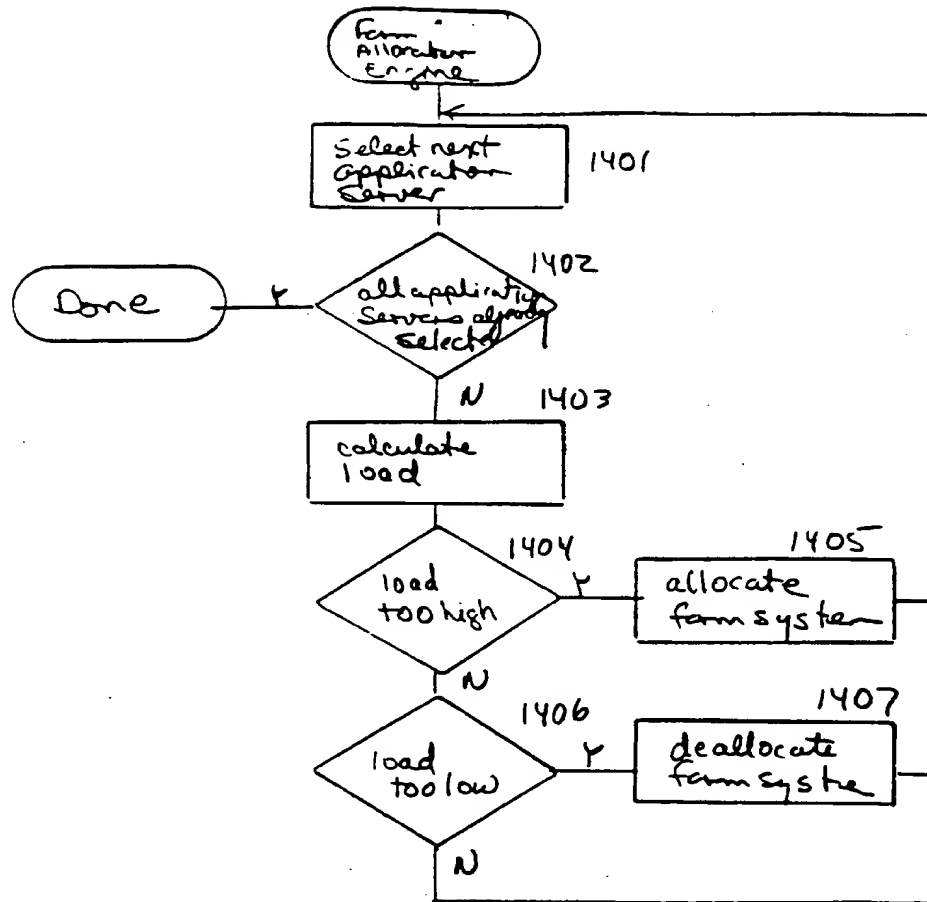 Farm
Allocation
Engine
Select next
application
Server
1401
1402
all application
Servers already
selected
Done
Y
N
1403
calculate
load
1404
load
too high
Y
1405
allocate
farm system
N
1406
load
too low
Y
1407
deallocate
farm system
N